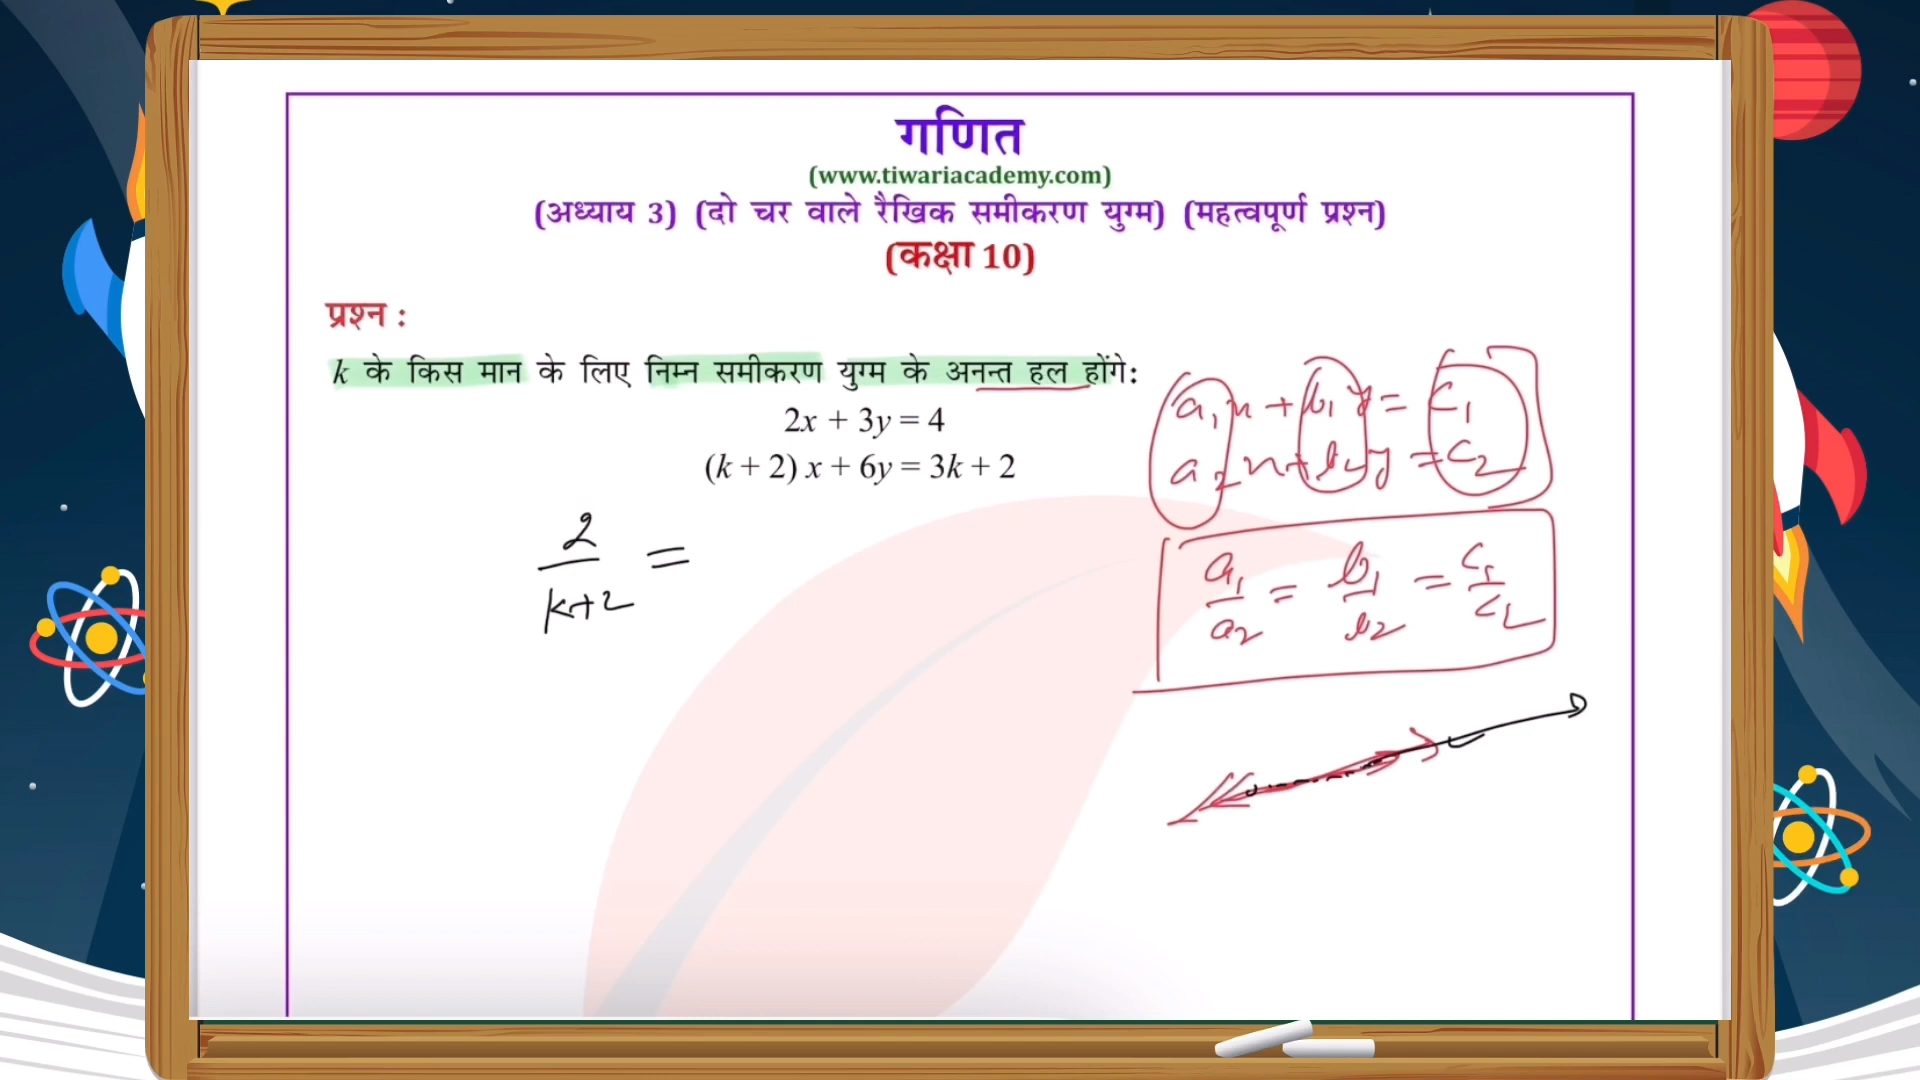 गणित
(www.tiwariacademy.com)
(अध्याय 3) (दो चर वाले रैखिक समीकरण युग्म) (महत्वपूर्ण प्रश्न)
(कक्षा 10)
प्रश्न :
k के किस मान के लिए निम्न समीकरण युग्म के अनन्त हल होंगे:
2x + 3y = 4
(k + 2) x + 6y = 3k + 2
a₁x + b₁y = c₁
a₂x + b₂y = c₂
a₁/a₂ = b₁/b₂ = c₁/c₂
2/k+2 =